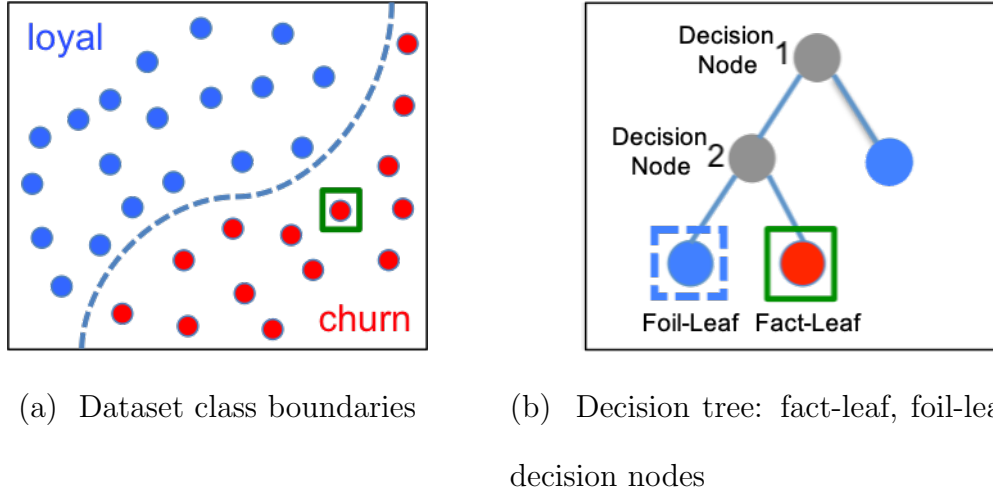 loyal
churn
Decision
Node 1
Decision
Node 2
Foil-Leaf Fact-Leaf
(a) Dataset class boundaries
(b) Decision tree: fact-leaf, foil-lea
decision nodes